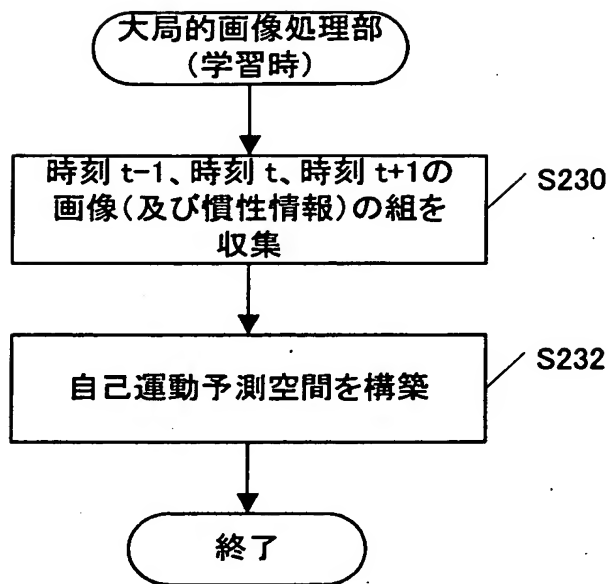 大局的画像処理部
(学習時)
時刻 t-1、時刻 t、時刻 t+1の
画像(及び慣性情報)の組を
収集
S230
自己運動予測空間を構築
S232
終了